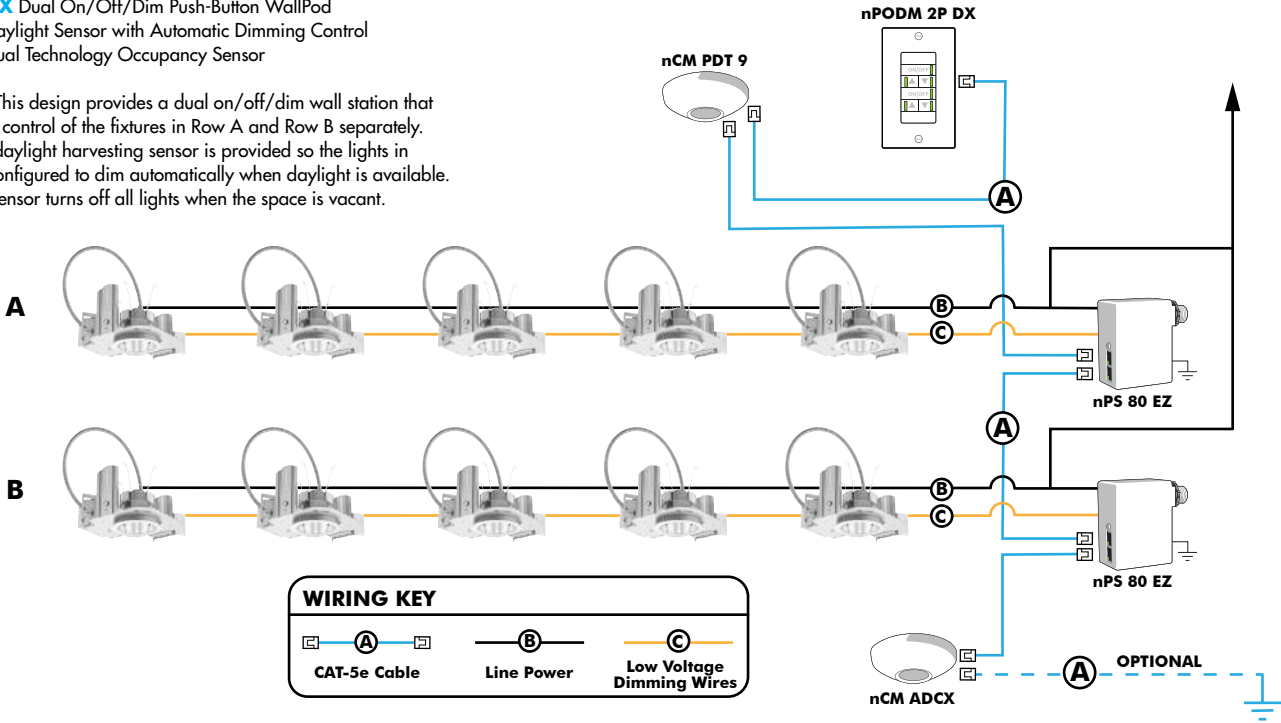 X Dual On/Off/Dim Push-Button WallPod
aylight Sensor with Automatic Dimming Control
ual Technology Occupancy Sensor
This design provides a dual on/off/dim wall station that
control of the fixtures in Row A and Row B separately.
daylight harvesting sensor is provided so the lights in
onfigured to dim automatically when daylight is available.
ensor turns off all lights when the space is vacant.
nPODM 2P DX
nCM PDT 9
ON/OFF
ON/OFF
A
A
B
C
nPS 80 EZ
A
B
B
C
nPS 80 EZ
WIRING KEY
A
B
C
CAT-5e Cable
Line Power
Low Voltage
Dimming Wires
nCM ADCX
A
OPTIONAL